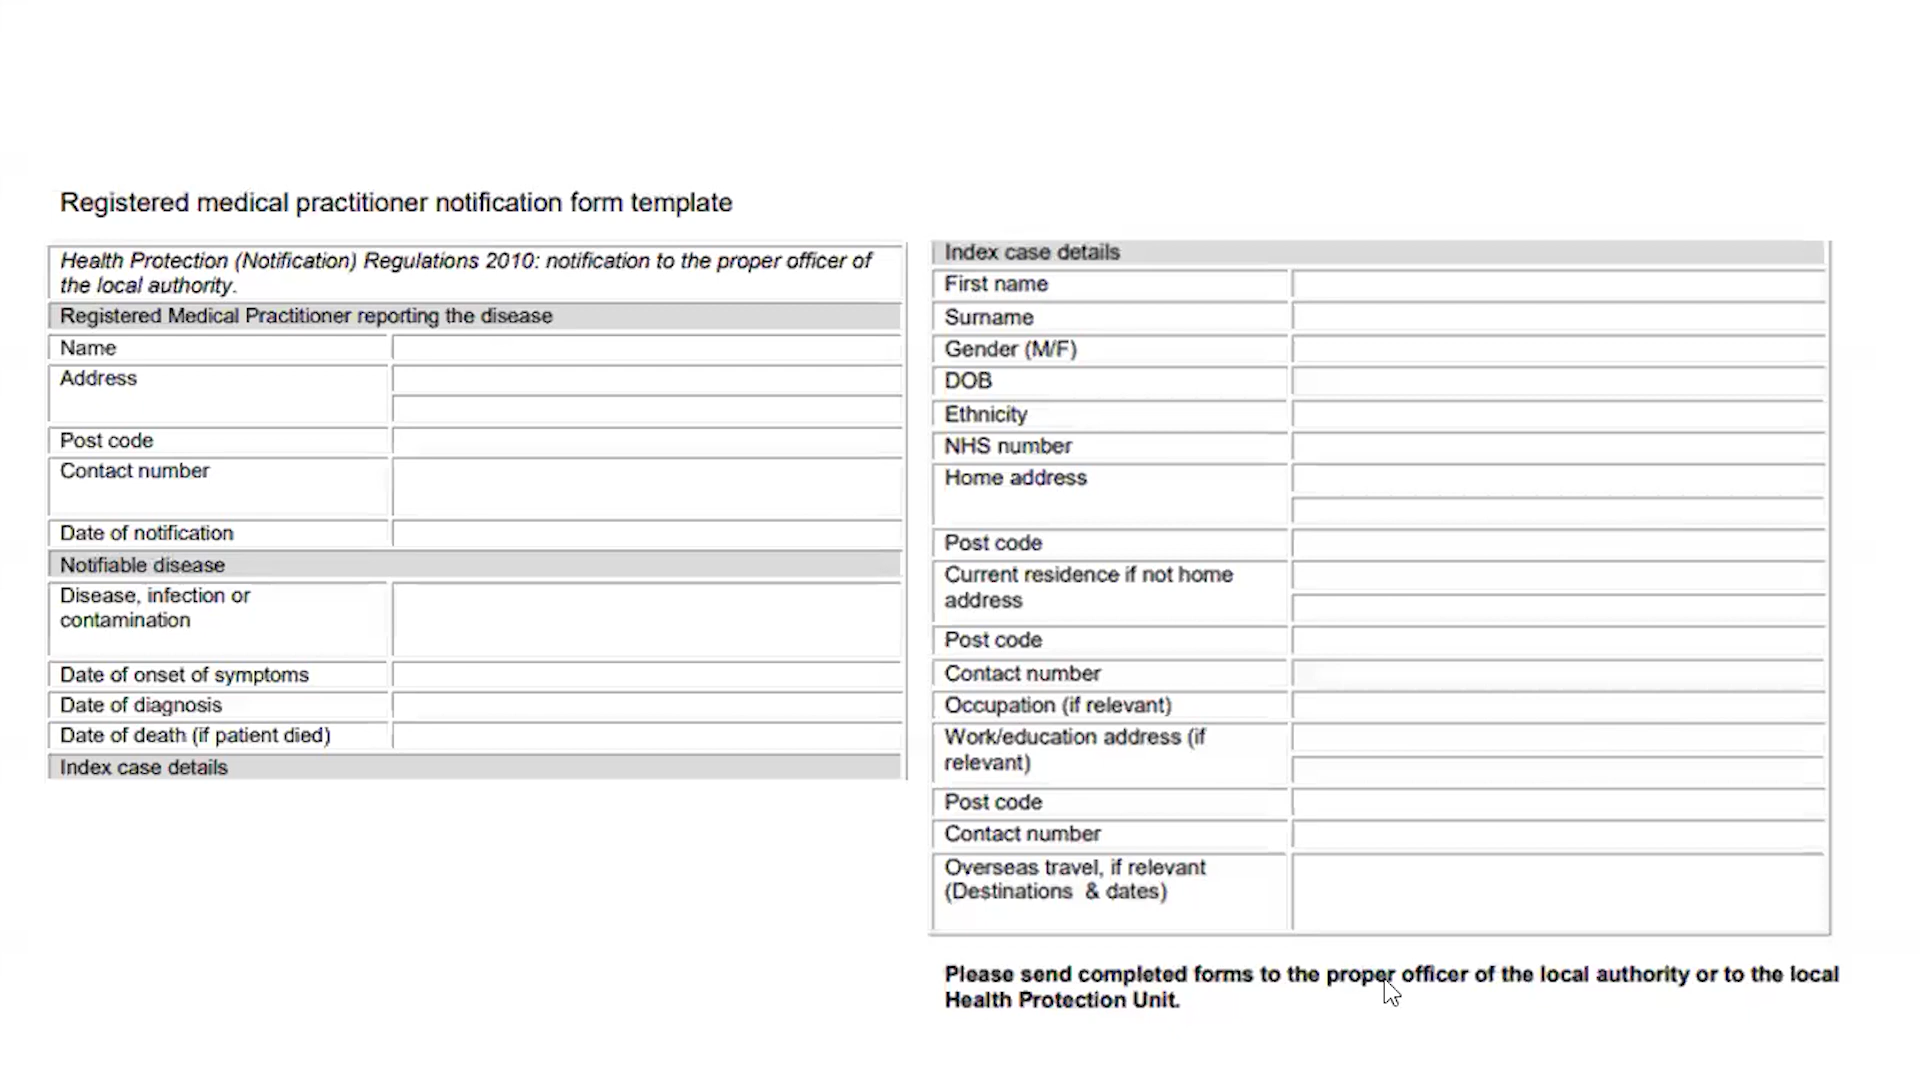 Registered medical practitioner notification form template
Health Protection (Notification) Regulations 2010: notification to the proper officer of
the local authority.
Registered Medical Practitioner reporting the disease
Name
Address
Post code
Contact number
Date of notification
Notifiable disease
Disease, infection or
contamination
Date of onset of symptoms
Date of diagnosis
Date of death (if patient died)
Index case details
Index case details
First name
Surname
Gender (M/F)
DOB
Ethnicity
NHS number
Home address
Post code
Current residence if not home
address
Post code
Contact number
Occupation (if relevant)
Work/education address (if
relevant)
Post code
Contact number
Overseas travel, if relevant
(Destinations & dates)
Please send completed forms to the proper officer of the local authority or to the local
Health Protection Unit.